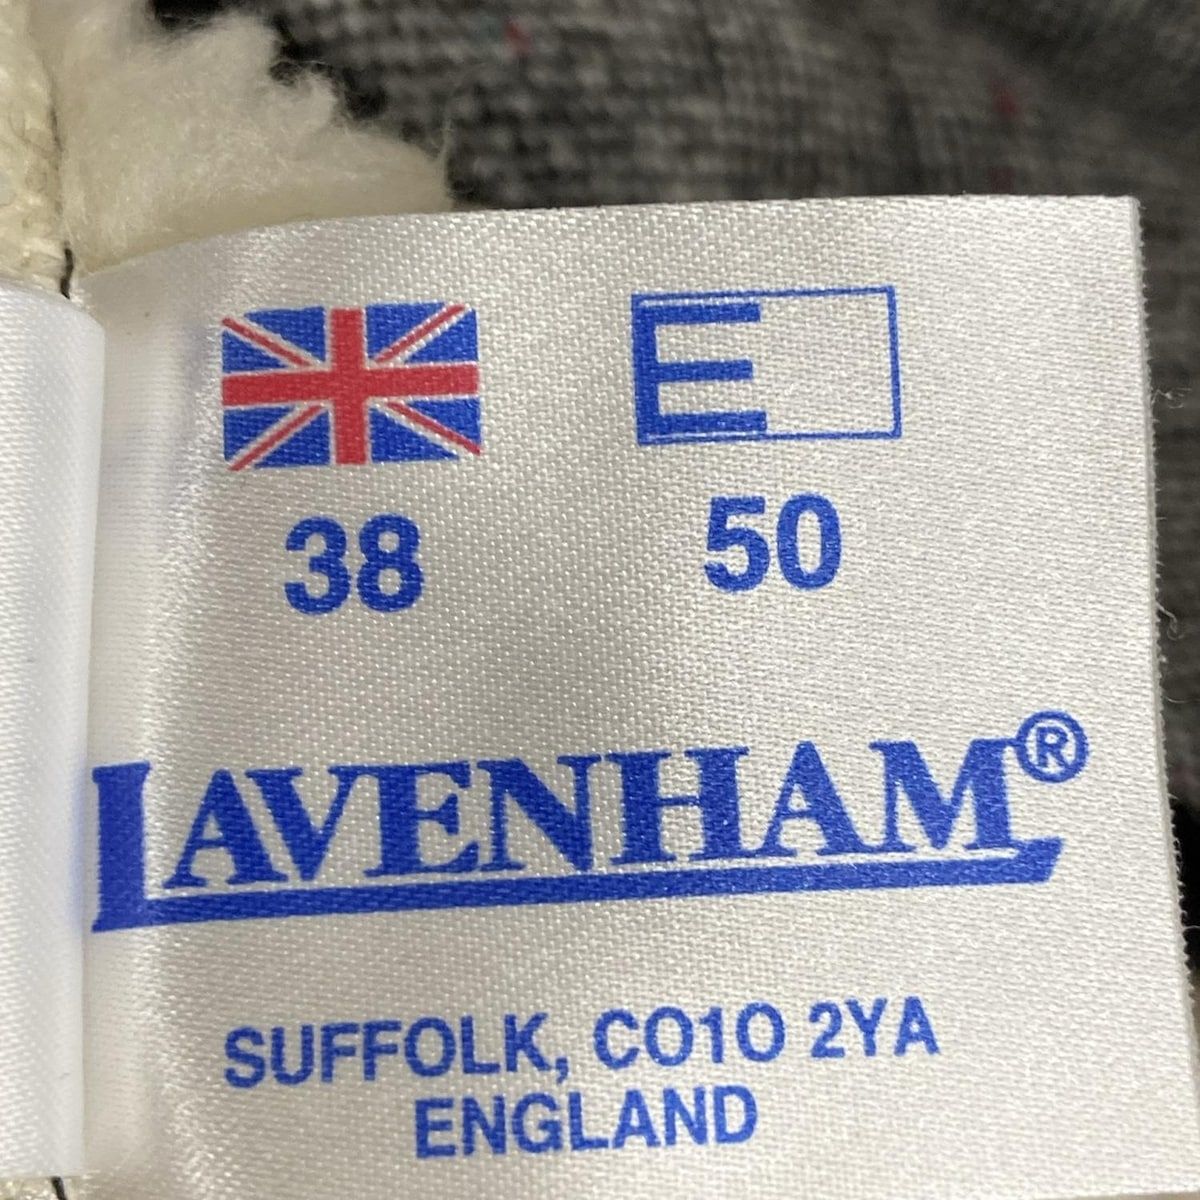 E
38 50
LAVENHAM®
SUFFOLK, CO10 2YA
ENGLAND